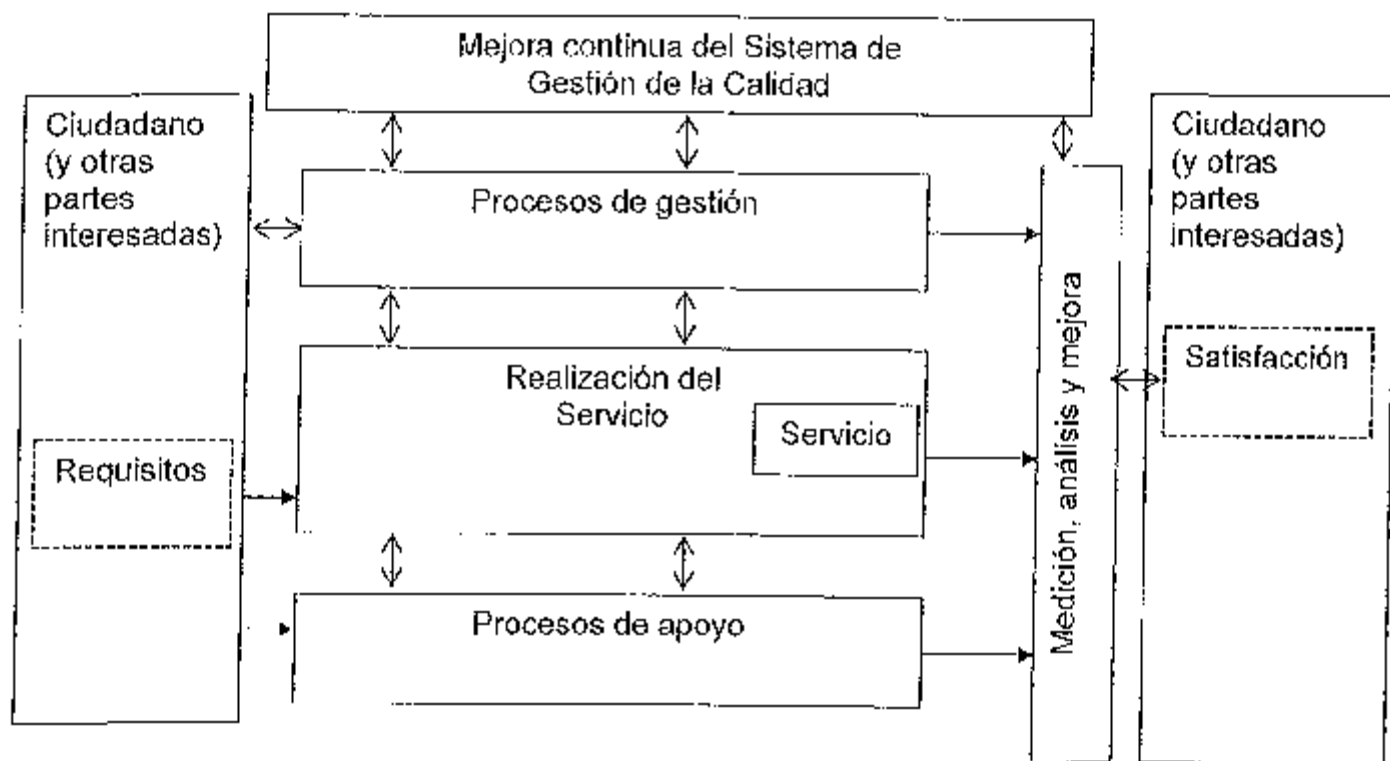 Mejora continua del Sistema de
Gestión de la Calidad
Ciudadano
(y otras
partes
interesadas)
Requisitos
Procesos de gestión
Realización del
Servicio
Servicio
Procesos de apoyo
Medición, análisis y mejora
Ciudadano
(y otras
partes
interesadas)
Satisfacción